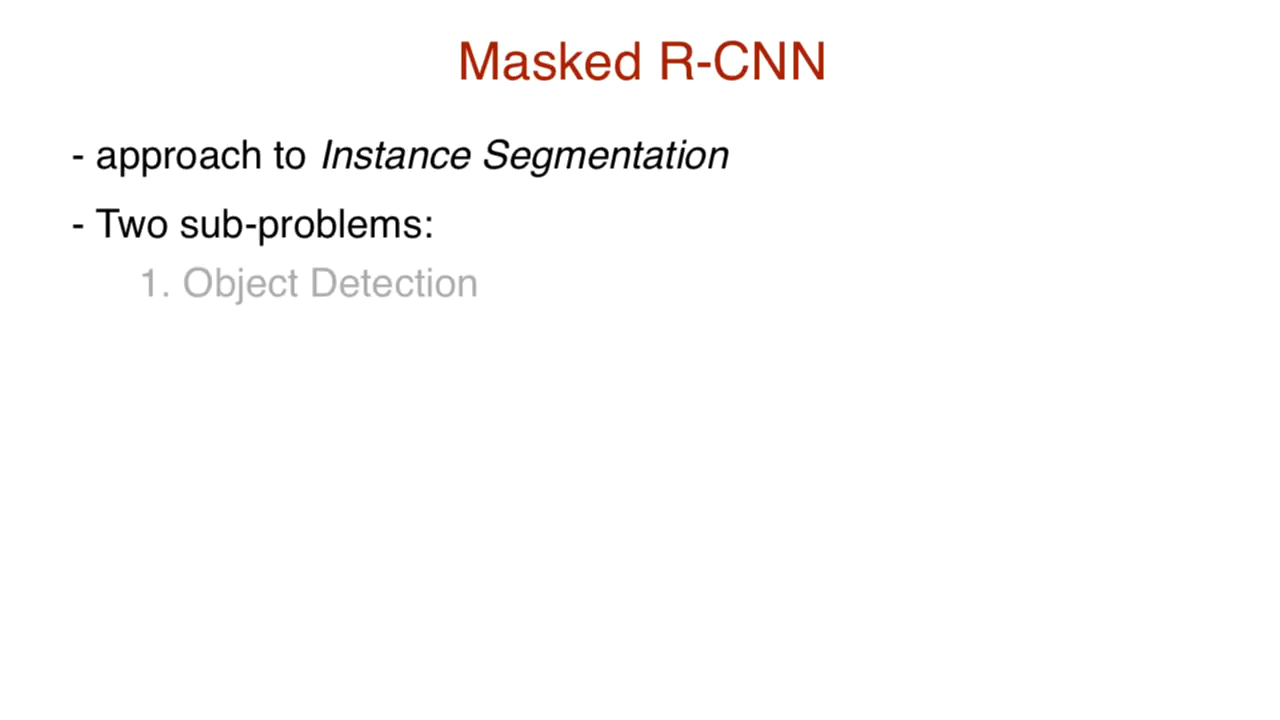 Masked R-CNN
- approach to Instance Segmentation
- Two sub-problems:
1. Object Detection